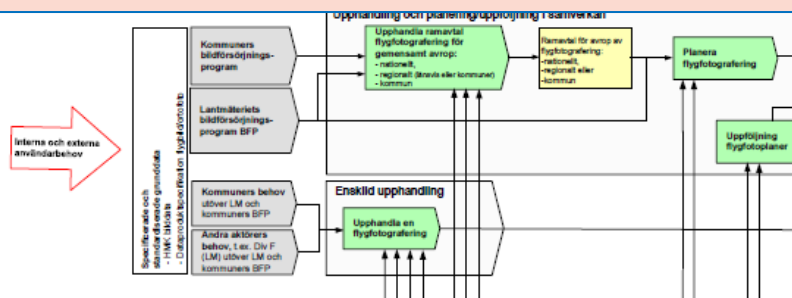 Upphandling och planering/uppföljning i samverkan
Kommuners
bildförsörjnings-
program
Upphandla ramavtal
flygfotografering för
gemensamt avrop:
- nationellt,
- regionalt (länsvis eller kommuner)
- kommun
Ramavtal för avrop av
flygfotografering:
-nationellt,
-regionalt eller
-kommun
Planera
flygfotografering
Lantmäteriets
bildförsörjnings-
program BFP
Uppföljning
flygfotoplaner
Interna och externa
användarbehov
Specificerade och
standardiserade grunddata
- HMK bilddata
- Dataproduktspecifikation flygbild/ortofoto
Kommuners behov
utöver LM och
kommuners BFP
Enskild upphandling
Upphandla en
flygfotografering
Andra aktörers
behov, t.ex. Div F
(LM) utöver LM och
kommuners BFP